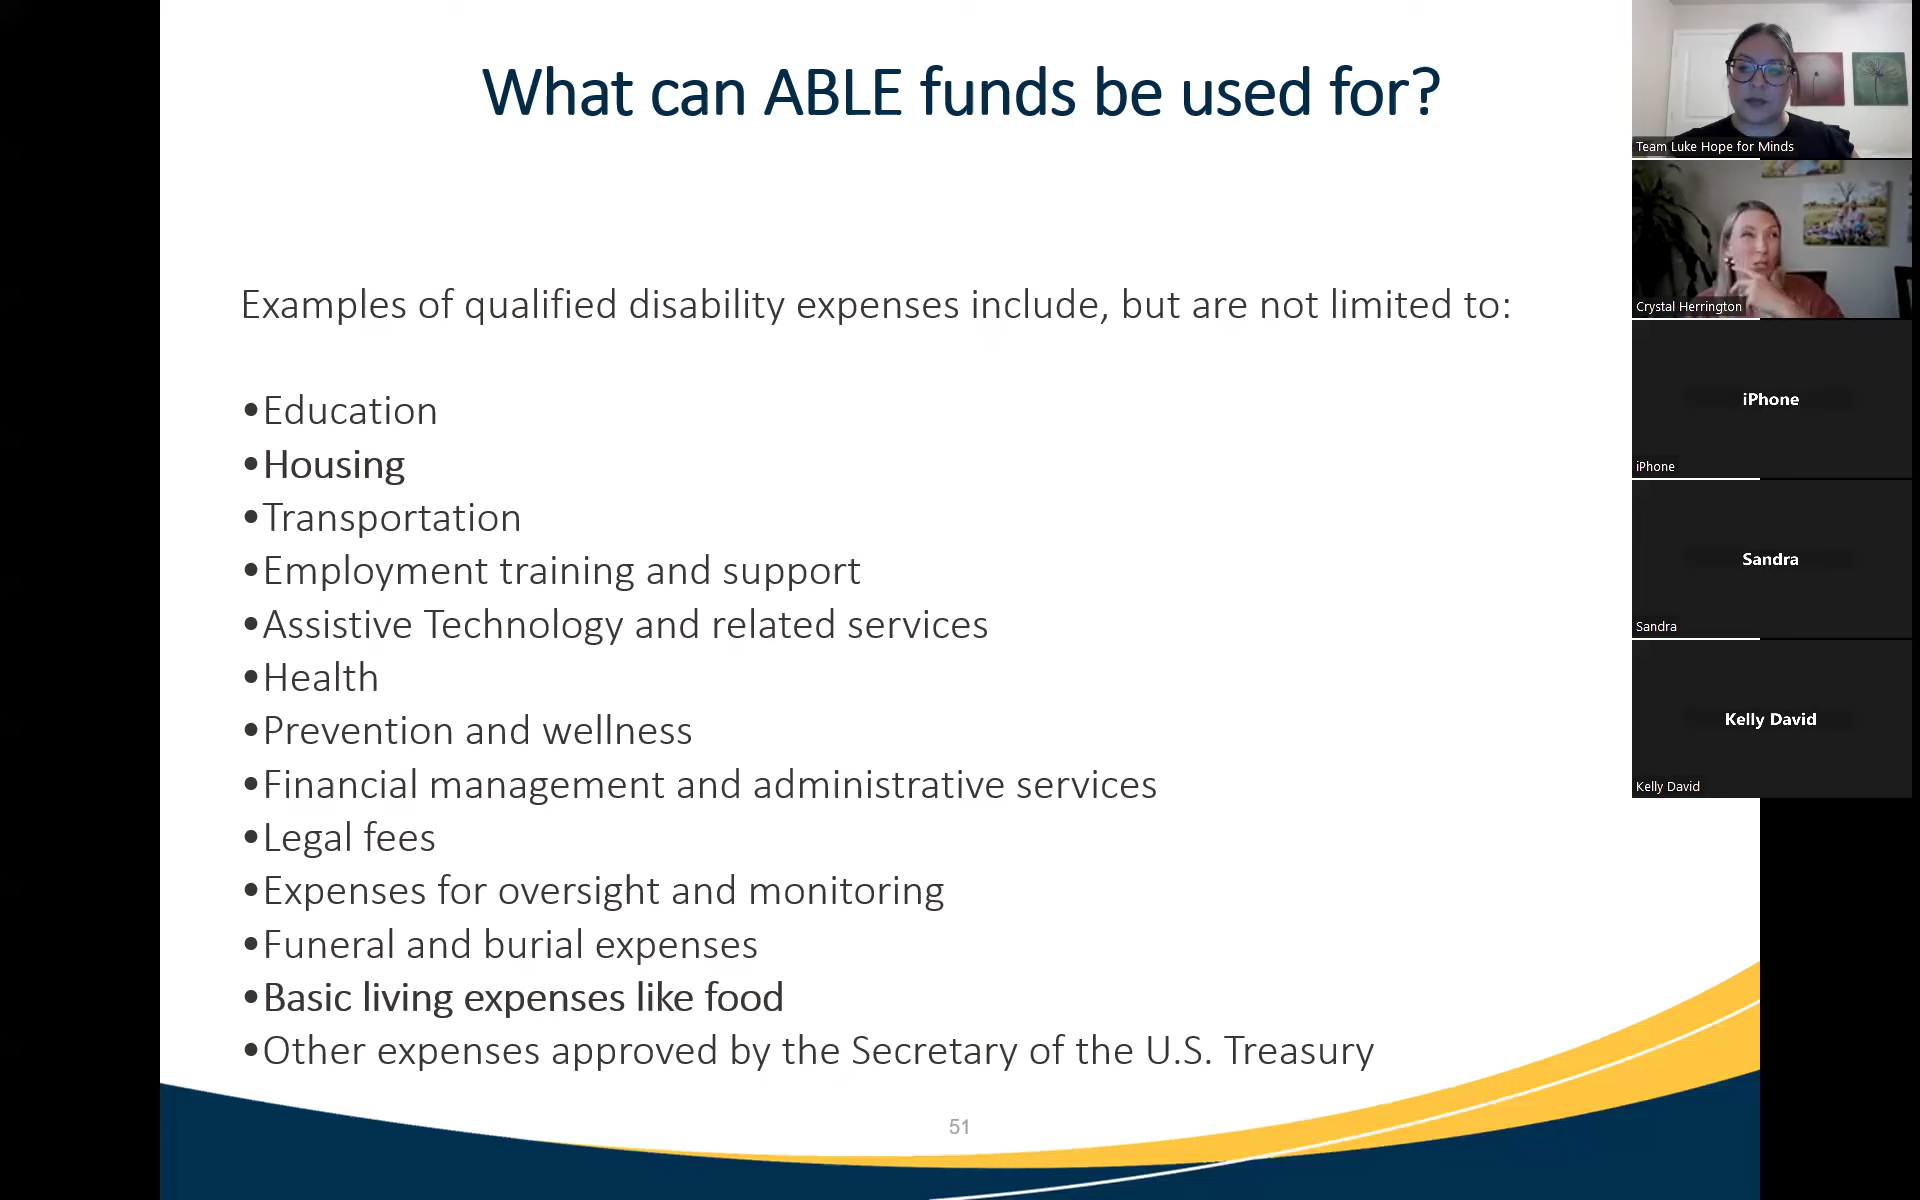 What can ABLE funds be used for?
Examples of qualified disability expenses include, but are not limited to:
•Education
•Housing
•Transportation
•Employment training and support
•Assistive Technology and related services
•Health
•Prevention and wellness
•Financial management and administrative services
•Legal fees
•Expenses for oversight and monitoring
•Funeral and burial expenses
•Basic living expenses like food
•Other expenses approved by the Secretary of the U.S. Treasury
51
Team Luke Hope for Minds
Crystal Herrington
iPhone
iPhone
Sandra
Sandra
Kelly David
Kelly David